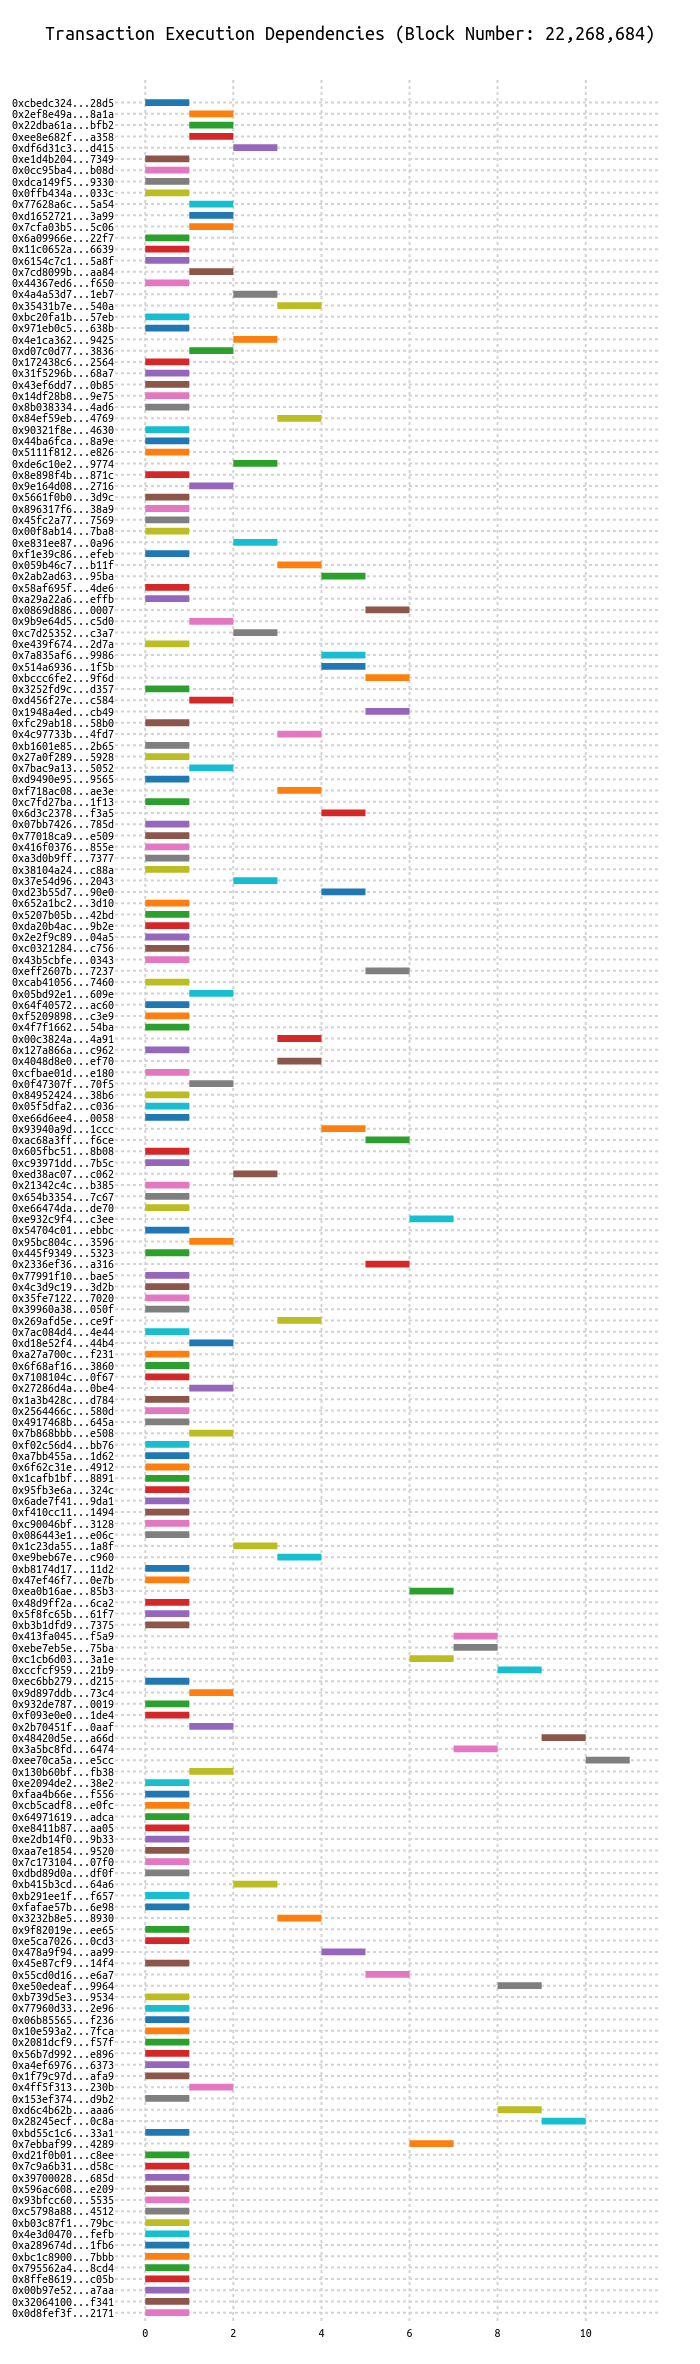 Transaction Execution Dependencies (Block Number: 22,268,684)
0xcbedc324...28d5
0x2ef8e49a...8a1a
0x22dba61a...bfb2
0xee8e682f...a358
0xdf6d31c3...d415
0xe1d4b204...7349
0x0cc95ba4...b08d
0xdca149f5...9330
0x0ffb434a...033c
0x77628a6c...5a54
0xd1652721...3a99
0x7cfa03b5...5c06
0x6a09966e...22f7
0x11c0652a...6639
0x6154c7c1...5a8f
0x7cd8099b...aa84
0x44367ed6...f650
0x4a4a53d7...1eb7
0x35431b7e...540a
0xbc20fa1b...57eb
0x971eb0c5...638b
0x4e1ca362...9425
0xd07c0d77...3836
0x172438c6...2564
0x31f5296b...68a7
0x43ef6dd7...0b85
0x14df28b8...9e75
0x8b038334...4ad6
0x84ef59eb...4769
0x90321f8e...4630
0x44ba6fca...8a9e
0x5111f812...e826
0xde6c10e2...9774
0x8e898f4b...871c
0x9e164d08...2716
0x5661f0b0...3d9c
0x896317f6...38a9
0x45fc2a77...7569
0x00f8ab14...7ba8
0xe831ee87...0a96
0xf1e39c86...efeb
0x059b46c7...b11f
0x2ab2ad63...95ba
0x58af695f...4de6
0xa29a22a6...effb
0x0869d886...0007
0x9b9e64d5...c5d0
0xc7d25352...c3a7
0xe439f674...2d7a
0x7a835af6...9986
0x514a6936...1f5b
0xbccc6fe2...9f6d
0x3252fd9c...d357
0xd456f27e...c584
0x1948a4ed...cb49
0xfc29ab18...58b0
0x4c97733b...4fd7
0xb1601e85...2b65
0x27a0f289...5928
0x7bac9a13...5052
0xd9490e95...9565
0xf718ac08...ae3e
0xc7fd27ba...1f13
0x6d3c2378...f3a5
0x07bb7426...785d
0x77018ca9...e509
0x416f0376...855e
0xa3d0b9ff...7377
0x38104a24...c88a
0x37e54d96...2043
0xd23b55d7...90e0
0x652a1bc2...3d10
0x5207b05b...42bd
0xda20b4ac...9b2e
0x2e2f9c89...04a5
0xc0321284...c756
0x43b5cbfe...0343
0xeff2607b...7237
0xcab41056...7460
0x05bd92e1...609e
0x64f40572...ac60
0xf5209898...c3e9
0x4f7f1662...54ba
0x00c3824a...4a91
0x127a866a...c962
0x4048d8e0...ef70
0xcfbae01d...e180
0x0f47307f...70f5
0x84952424...38b6
0x05f5dfa2...c036
0xe66d6ee4...0058
0x93940a9d...1ccc
0xac68a3ff...f6ce
0x605fbc51...8b08
0xc93971dd...7b5c
0xed38ac07...c062
0x21342c4c...b385
0x654b3354...7c67
0xe66474da...de70
0xe932c9f4...c3ee
0x54704c01...ebbc
0x95bc804c...3596
0x445f9349...5323
0x2336ef36...a316
0x77991f10...bae5
0x4c3d9c19...3d2b
0x35fe7122...7020
0x39960a38...050f
0x269afd5e...ce9f
0x7ac084d4...4e44
0xd18e52f4...44b4
0xa27a700c...f231
0x6f68af16...3860
0x7108104c...0f67
0x27286d4a...0be4
0x1a3b428c...d784
0x2564466c...580d
0x4917468b...645a
0x7b868bbb...e508
0xf02c56d4...bb76
0xa7bb455a...1d62
0x6f62c31e...4912
0x1cafb1bf...8891
0x95fb3e6a...324c
0x6ade7f41...9da1
0xf410cc11...1494
0xc90046bf...3128
0x086443e1...e06c
0x1c23da55...1a8f
0xe9beb67e...c960
0xb8174d17...11d2
0x47ef46f7...0e7b
0xea0b16ae...85b3
0x48d9ff2a...6ca2
0x5f8fc65b...61f7
0xb3b1dfd9...7375
0x413fa045...f5a9
0xebe7eb5e...75ba
0xc1cb6d03...3a1e
0xccfcf959...21b9
0xec6bb279...d215
0x9d897ddb...73c4
0x932de787...0019
0xf093e0e0...1de4
0x2b70451f...0aaf
0x48420d5e...a66d
0x3a5bc8fd...6474
0xee70ca5a...e5cc
0x130b60bf...fb38
0xe2094de2...38e2
0xfaa4b66e...f556
0xcb5cadf8...e0fc
0x64971619...adca
0xe8411b87...aa05
0xe2db14f0...9b33
0xaa7e1854...9520
0x7c173104...07f0
0xdbd89d0a...df0f
0xb415b3cd...64a6
0xb291ee1f...f657
0xfafae57b...6e98
0x3232b8e5...8930
0x9f82019e...ee65
0xe5ca7026...0cd3
0x478a9f94...aa99
0x45e87cf9...14f4
0x55cd0d16...e6a7
0xe50edeaf...9964
0xb739d5e3...9534
0x77960d33...2e96
0x06b85565...f236
0x10e593a2...7fca
0x2081dcf9...f57f
0x56b7d992...e896
0xa4ef6976...6373
0x1f79c97d...afa9
0x4ff5f313...230b
0x153ef374...d9b2
0xd6c4b62b...aaa6
0x28245ecf...0c8a
0xbd55c1c6...33a1
0x7ebbaf99...4289
0xd21f0b01...c8ee
0x7c9a6b31...d58c
0x39700028...685d
0x596ac608...e209
0x93bfcc60...5535
0xc5798a88...4512
0xb03c87f1...79bc
0x4e3d0470...fefb
0xa289674d...1fb6
0xbc1c8900...7bbb
0x795562a4...8cd4
0x8ffe8619...c05b
0x00b97e52...a7aa
0x32064100...f341
0x0d8fef3f...2171
0 2 4 6 8 10